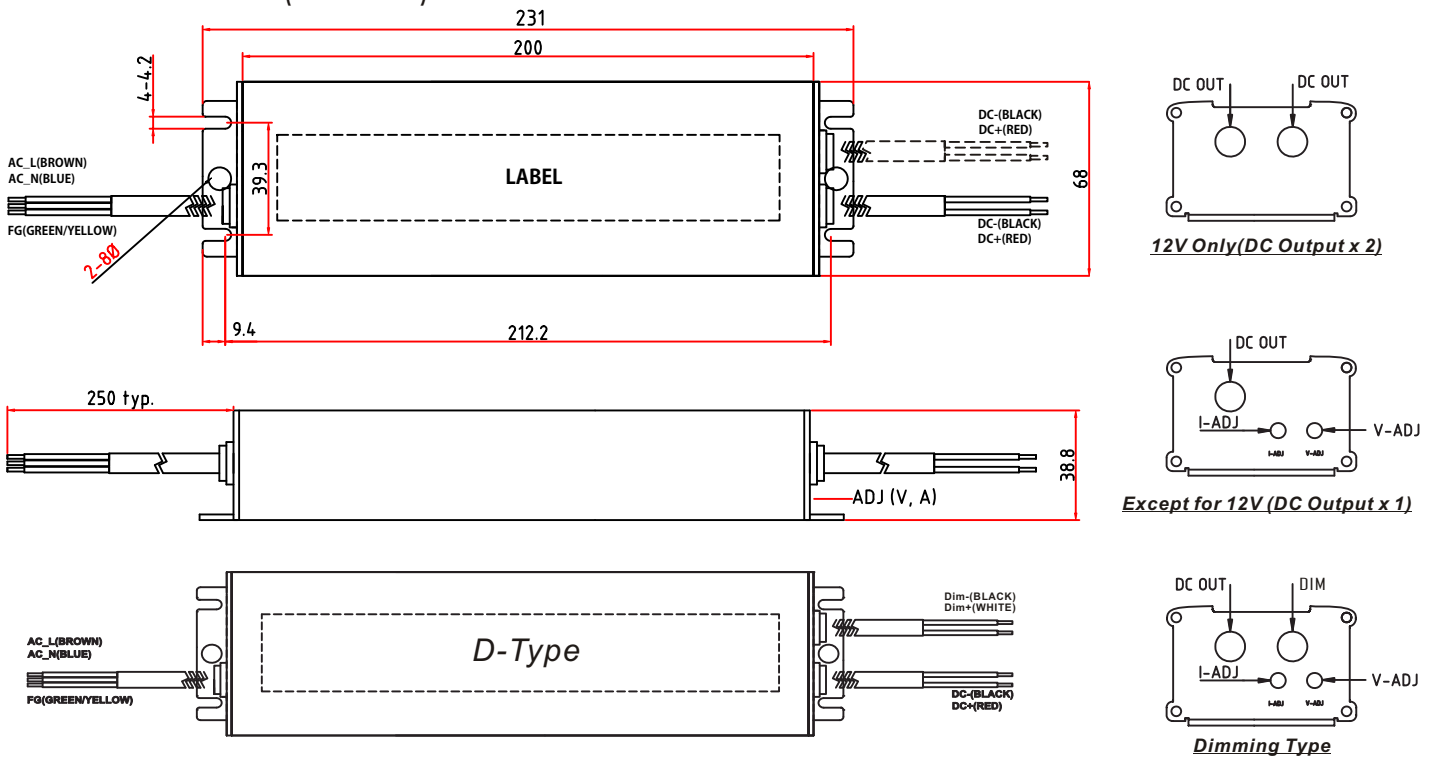 231
200
4-4.2
39.3
68
AC_L(BROWN)
AC_N(BLUE)
FG(GREEN/YELLOW)
2-8Ø
LABEL
DC-(BLACK)
DC+(RED)
DC-(BLACK)
DC+(RED)
9.4
212.2
DC OUT
DC OUT
12V Only(DC Output x 2)
250 typ.
38.8
ADJ (V, A)
DC OUT
I-ADJ
V-ADJ
I-ADJ
V-ADJ
Except for 12V (DC Output x 1)
AC_L(BROWN)
AC_N(BLUE)
FG(GREEN/YELLOW)
D-Type
Dim-(BLACK)
Dim+(WHITE)
DC-(BLACK)
DC+(RED)
DC OUT
DIM
I-ADJ
V-ADJ
I-ADJ
V-ADJ
Dimming Type